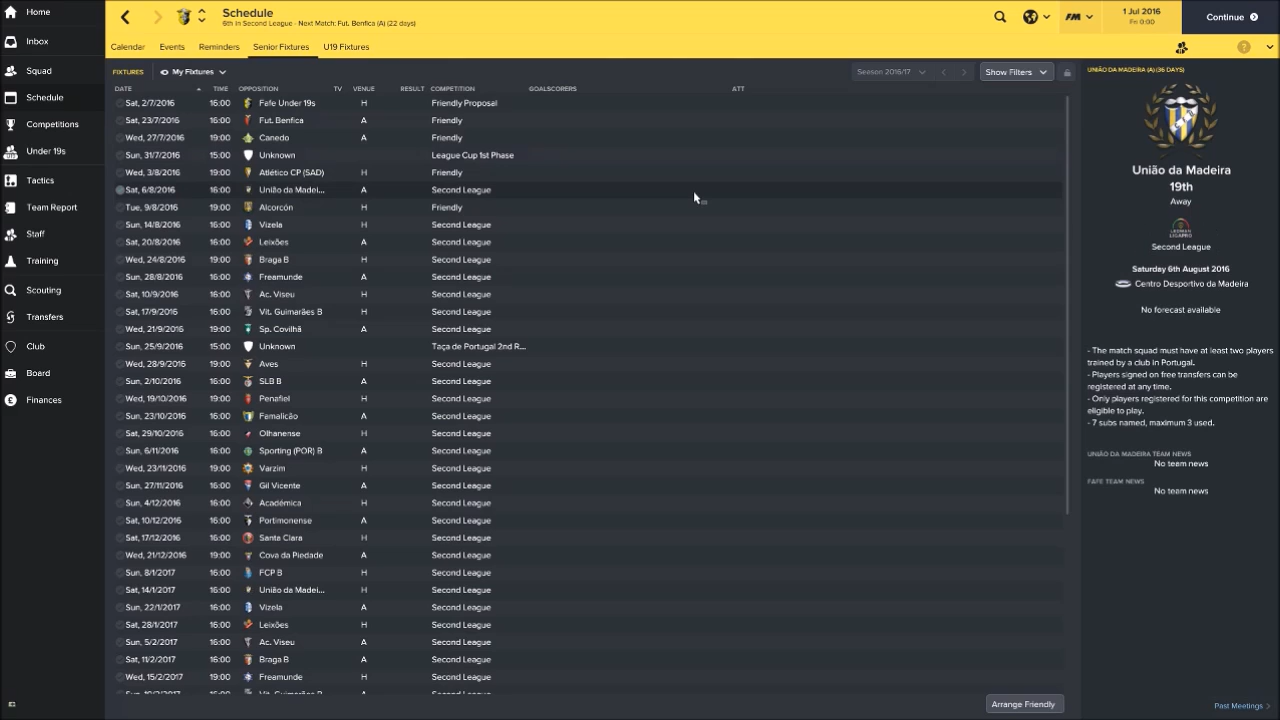 Home
Inbox
Squad
Schedule
Competitions
Under 19s
Tactics
Team Report
Staff
Training
Scouting
Transfers
Club
Board
Finances
Schedule
6th in Second League - Next Match: Fut. Benfica (A) (22 days)
FM
1 Jul 2016
Fri 0:00
Continue
Calendar Events Reminders Senior Fixtures U19 Fixtures
FIXTURES My Fixtures Season 2016/17 Show Filters
DATE TIME OPPOSITION TV VENUE RESULT COMPETITION GOALSCORERS ATT
Sat, 2/7/2016 16:00 Fafe Under 19s H Friendly Proposal
Sat, 23/7/2016 16:00 Fut. Benfica A Friendly
Wed, 27/7/2016 19:00 Canedo A Friendly
Sun, 31/7/2016 15:00 Unknown League Cup 1st Phase
Wed, 3/8/2016 19:00 Atlético CP (SAD) H Friendly
Sat, 6/8/2016 16:00 União da Madei... A Second League
Tue, 9/8/2016 19:00 Alcorcón H Friendly
Sun, 14/8/2016 16:00 Vizela H Second League
Sat, 20/8/2016 16:00 Leixões A Second League
Wed, 24/8/2016 19:00 Braga B H Second League
Sun, 28/8/2016 16:00 Freamunde A Second League
Sat, 10/9/2016 16:00 Ac. Viseu H Second League
Sat, 17/9/2016 16:00 Vit. Guimarães B H Second League
Wed, 21/9/2016 19:00 Sp. Covilhã A Second League
Sun, 25/9/2016 15:00 Unknown Taça de Portugal 2nd R...
Wed, 28/9/2016 19:00 Aves H Second League
Sun, 2/10/2016 16:00 SLB B A Second League
Wed, 19/10/2016 16:00 Penafiel H Second League
Sun, 23/10/2016 16:00 Famalicão A Second League
Sat, 29/10/2016 16:00 Olhanense H Second League
Sun, 6/11/2016 16:00 Sporting (POR) B A Second League
Wed, 23/11/2016 19:00 Varzim H Second League
Sun, 27/11/2016 16:00 Gil Vicente A Second League
Sun, 4/12/2016 16:00 Académica H Second League
Sat, 10/12/2016 16:00 Portimonense A Second League
Sat, 17/12/2016 16:00 Santa Clara H Second League
Wed, 21/12/2016 19:00 Cova da Piedade A Second League
Sun, 8/1/2017 16:00 FCP B H Second League
Sat, 14/1/2017 16:00 União da Madei... H Second League
Sun, 22/1/2017 16:00 Vizela A Second League
Sat, 28/1/2017 16:00 Leixões H Second League
Sun, 5/2/2017 16:00 Ac. Viseu A Second League
Sat, 11/2/2017 16:00 Braga B A Second League
Wed, 15/2/2017 19:00 Freamunde H Second League
Arrange Friendly
UNIÃO DA MADEIRA (A) (36 DAYS)
União da Madeira
19th
Away
Second League
Saturday 6th August 2016
Centro Desportivo da Madeira
No forecast available
- The match squad must have at least two players
trained by a club in Portugal.
- Players signed on free transfers can be
registered at any time.
- Only players registered for this competition are
eligible to play.
- 7 subs named, maximum 3 used.
UNIÃO DA MADEIRA TEAM NEWS
No team news
FAFE TEAM NEWS
No team news
Past Meetings